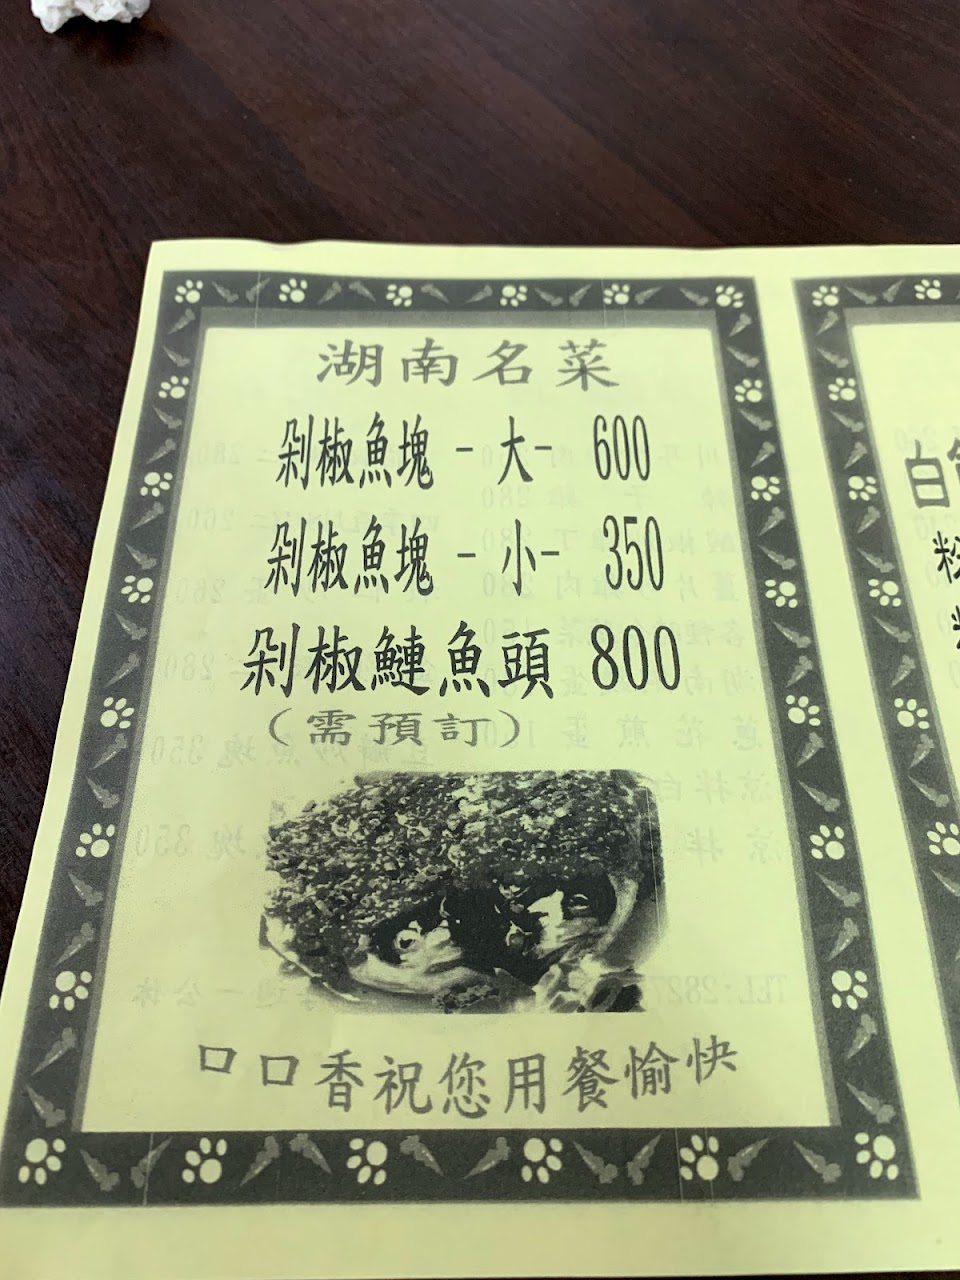 湖南名菜
剁椒魚塊 - 大- 600
剁椒魚塊 - 小- 350
剁椒鰱魚頭 800
(需預訂)
口口香祝您用餐愉快
白